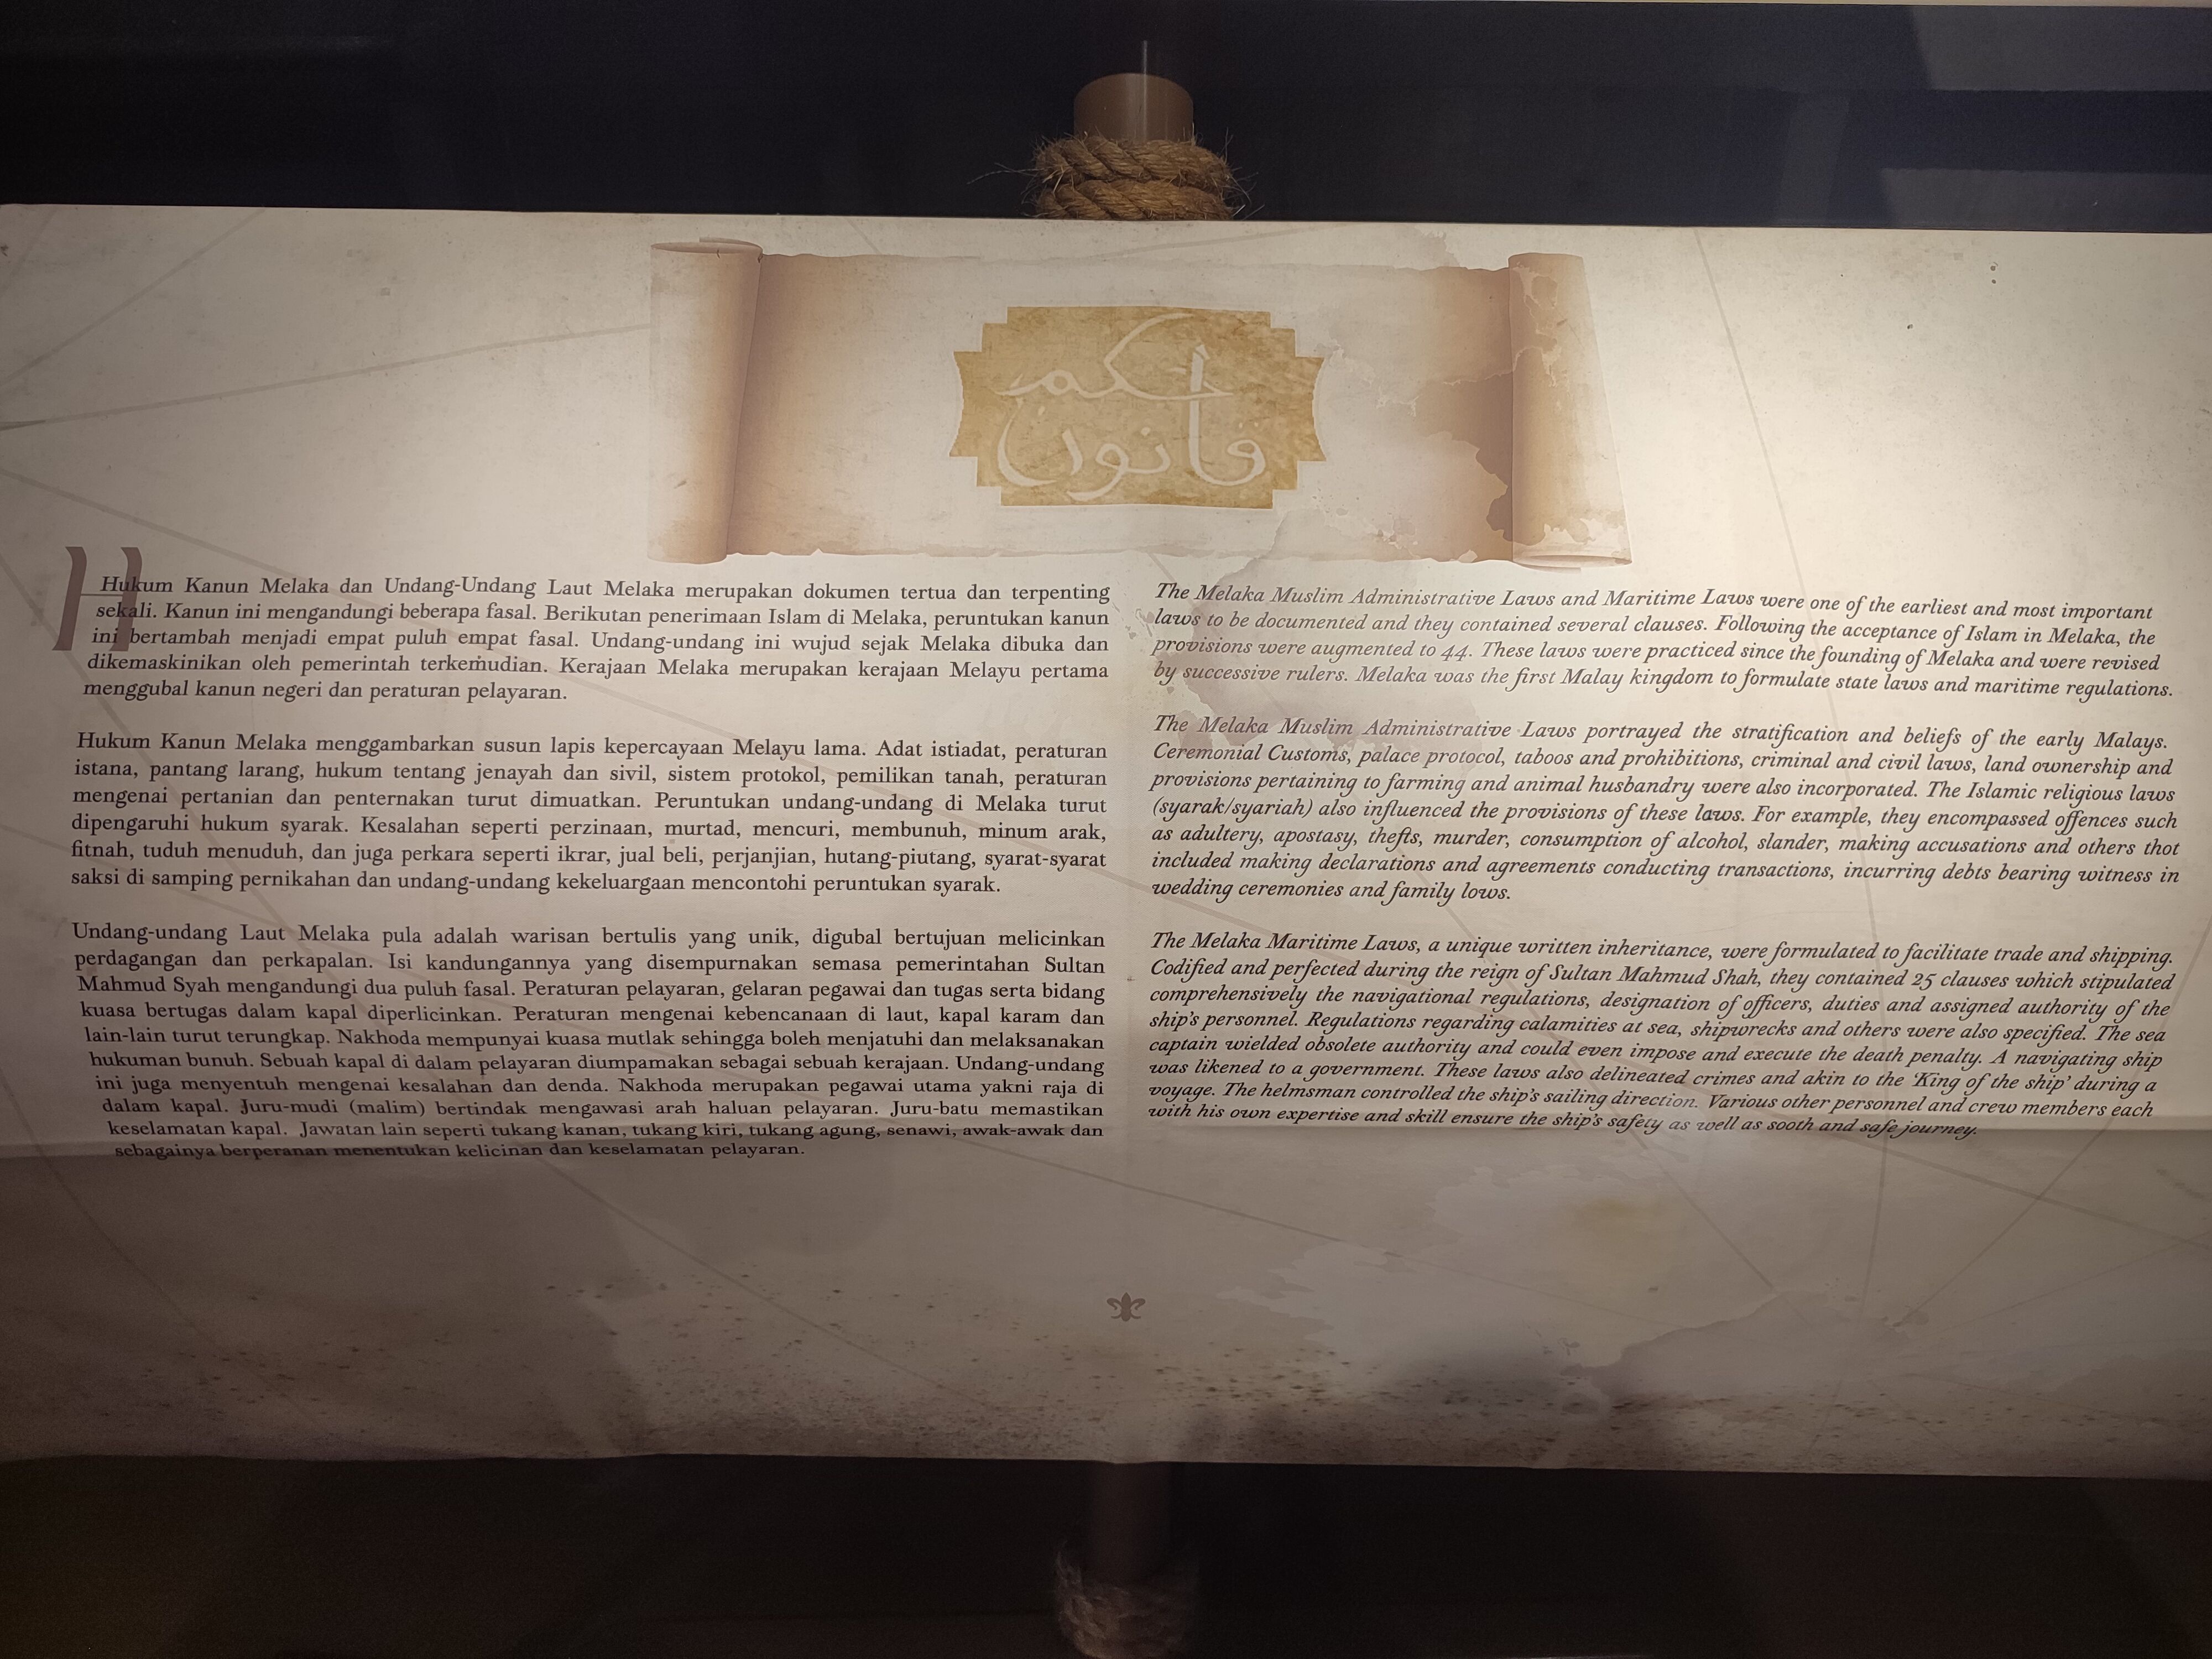 حكم
قانون
Hukum Kanun Melaka dan Undang-Undang Laut Melaka merupakan dokumen tertua dan terpenting
sekali. Kanun ini mengandungi beberapa fasal. Berikutan penerimaan Islam di Melaka, peruntukan kanun
ini bertambah menjadi empat puluh empat fasal. Undang-undang ini wujud sejak Melaka dibuka dan
dikemaskinikan oleh pemerintah terkemudian. Kerajaan Melaka merupakan kerajaan Melayu pertama
menggubal kanun negeri dan peraturan pelayaran.
Hukum Kanun Melaka menggambarkan susun lapis kepercayaan Melayu lama. Adat istiadat, peraturan
istana, pantang larang, hukum tentang jenayah dan sivil, sistem protokol, pemilikan tanah, peraturan
mengenai pertanian dan penternakan turut dimuatkan. Peruntukan undang-undang di Melaka turut
dipengaruhi hukum syarak. Kesalahan seperti perzinaan, murtad, mencuri, membunuh, minum arak,
fitnah, tuduh menuduh, dan juga perkara seperti ikrar, jual beli, perjanjian, hutang-piutang, syarat-syarat
saksi di samping pernikahan dan undang-undang kekeluargaan mencontohi peruntukan syarak.
Undang-undang Laut Melaka pula adalah warisan bertulis yang unik, digubal bertujuan melicinkan
perdagangan dan perkapalan. Isi kandungannya yang disempurnakan semasa pemerintahan Sultan
Mahmud Syah mengandungi dua puluh fasal. Peraturan pelayaran, gelaran pegawai dan tugas serta bidang
kuasa bertugas dalam kapal diperlicinkan. Peraturan mengenai kebencanaan di laut, kapal karam dan
lain-lain turut terungkap. Nakhoda mempunyai kuasa mutlak sehingga boleh menjatuhi dan melaksanakan
hukuman bunuh. Sebuah kapal di dalam pelayaran diumpamakan sebagai sebuah kerajaan. Undang-undang
ini juga menyentuh mengenai kesalahan dan denda. Nakhoda merupakan pegawai utama yakni raja di
dalam kapal. Juru-mudi (malim) bertindak mengawasi arah haluan pelayaran. Juru-batu memastikan
keselamatan kapal. Jawatan lain seperti tukang kanan, tukang kiri, tukang agung, senawi, awak-awak dan
sebagainya berperanan menentukan kelicinan dan keselamatan pelayaran.
The Melaka Muslim Administrative Laws and Maritime Laws were one of the earliest and most important
laws to be documented and they contained several clauses. Following the acceptance of Islam in Melaka, the
provisions were augmented to 44. These laws were practiced since the founding of Melaka and were revised
by successive rulers. Melaka was the first Malay kingdom to formulate state laws and maritime regulations.
The Melaka Muslim Administrative Laws portrayed the stratification and beliefs of the early Malays.
Ceremonial Customs, palace protocol, taboos and prohibitions, criminal and civil laws, land ownership and
provisions pertaining to farming and animal husbandry were also incorporated. The Islamic religious laws
(syarak/syariah) also influenced the provisions of these laws. For example, they encompassed offences such
as adultery, apostasy, thefts, murder, consumption of alcohol, slander, making accusations and others thot
included making declarations and agreements conducting transactions, incurring debts bearing witness in
wedding ceremonies and family lows.
The Melaka Maritime Laws, a unique written inheritance, were formulated to facilitate trade and shipping.
Codified and perfected during the reign of Sultan Mahmud Shah, they contained 25 clauses which stipulated
comprehensively the navigational regulations, designation of officers, duties and assigned authority of the
ship's personnel. Regulations regarding calamities at sea, shipwrecks and others were also specified. The sea
captain wielded obsolete authority and could even impose and execute the death penalty. A navigating ship
was likened to a government. These laws also delineated crimes and akin to the 'King of the ship' during a
voyage. The helmsman controlled the ship's sailing direction. Various other personnel and crew members each
with his own expertise and skill ensure the ship's safety as well as sooth and safe journey.